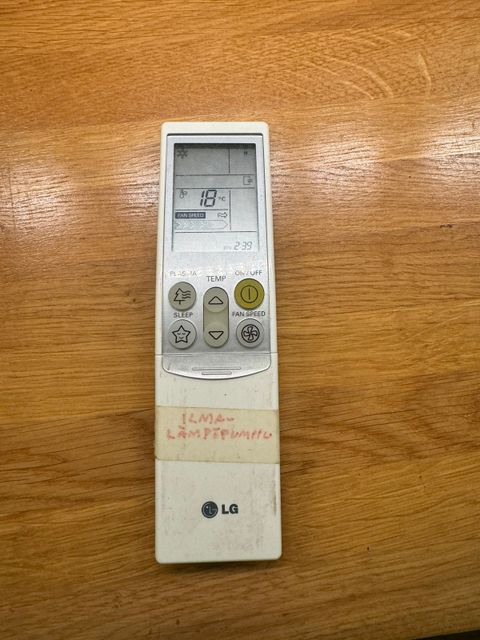 18 °C
FAN SPEED
2:39
PLASMA
TEMP
ON/OFF
SLEEP
FAN SPEED
ILMA-
LÄMPÖPUMPPU
LG